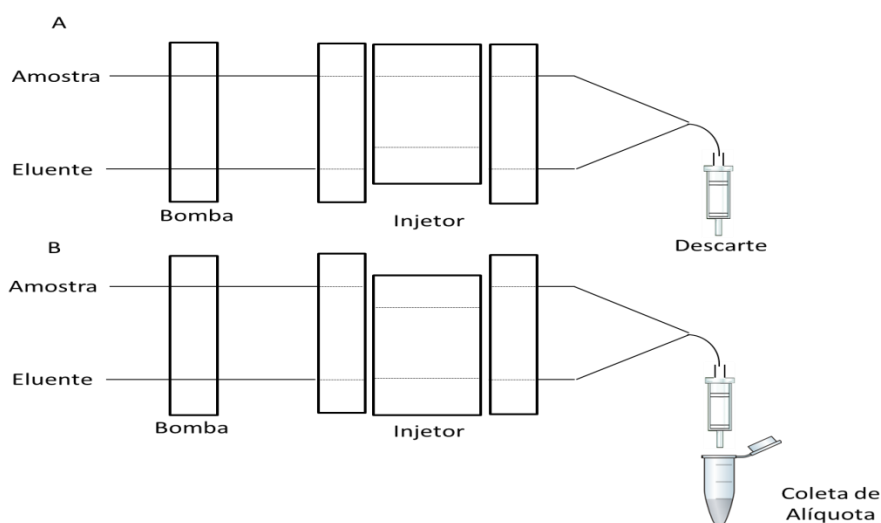 A
Amostra
Eluente
Bomba
Injetor
Descarte
B
Amostra
Eluente
Bomba
Injetor
Coleta de
Alíquota